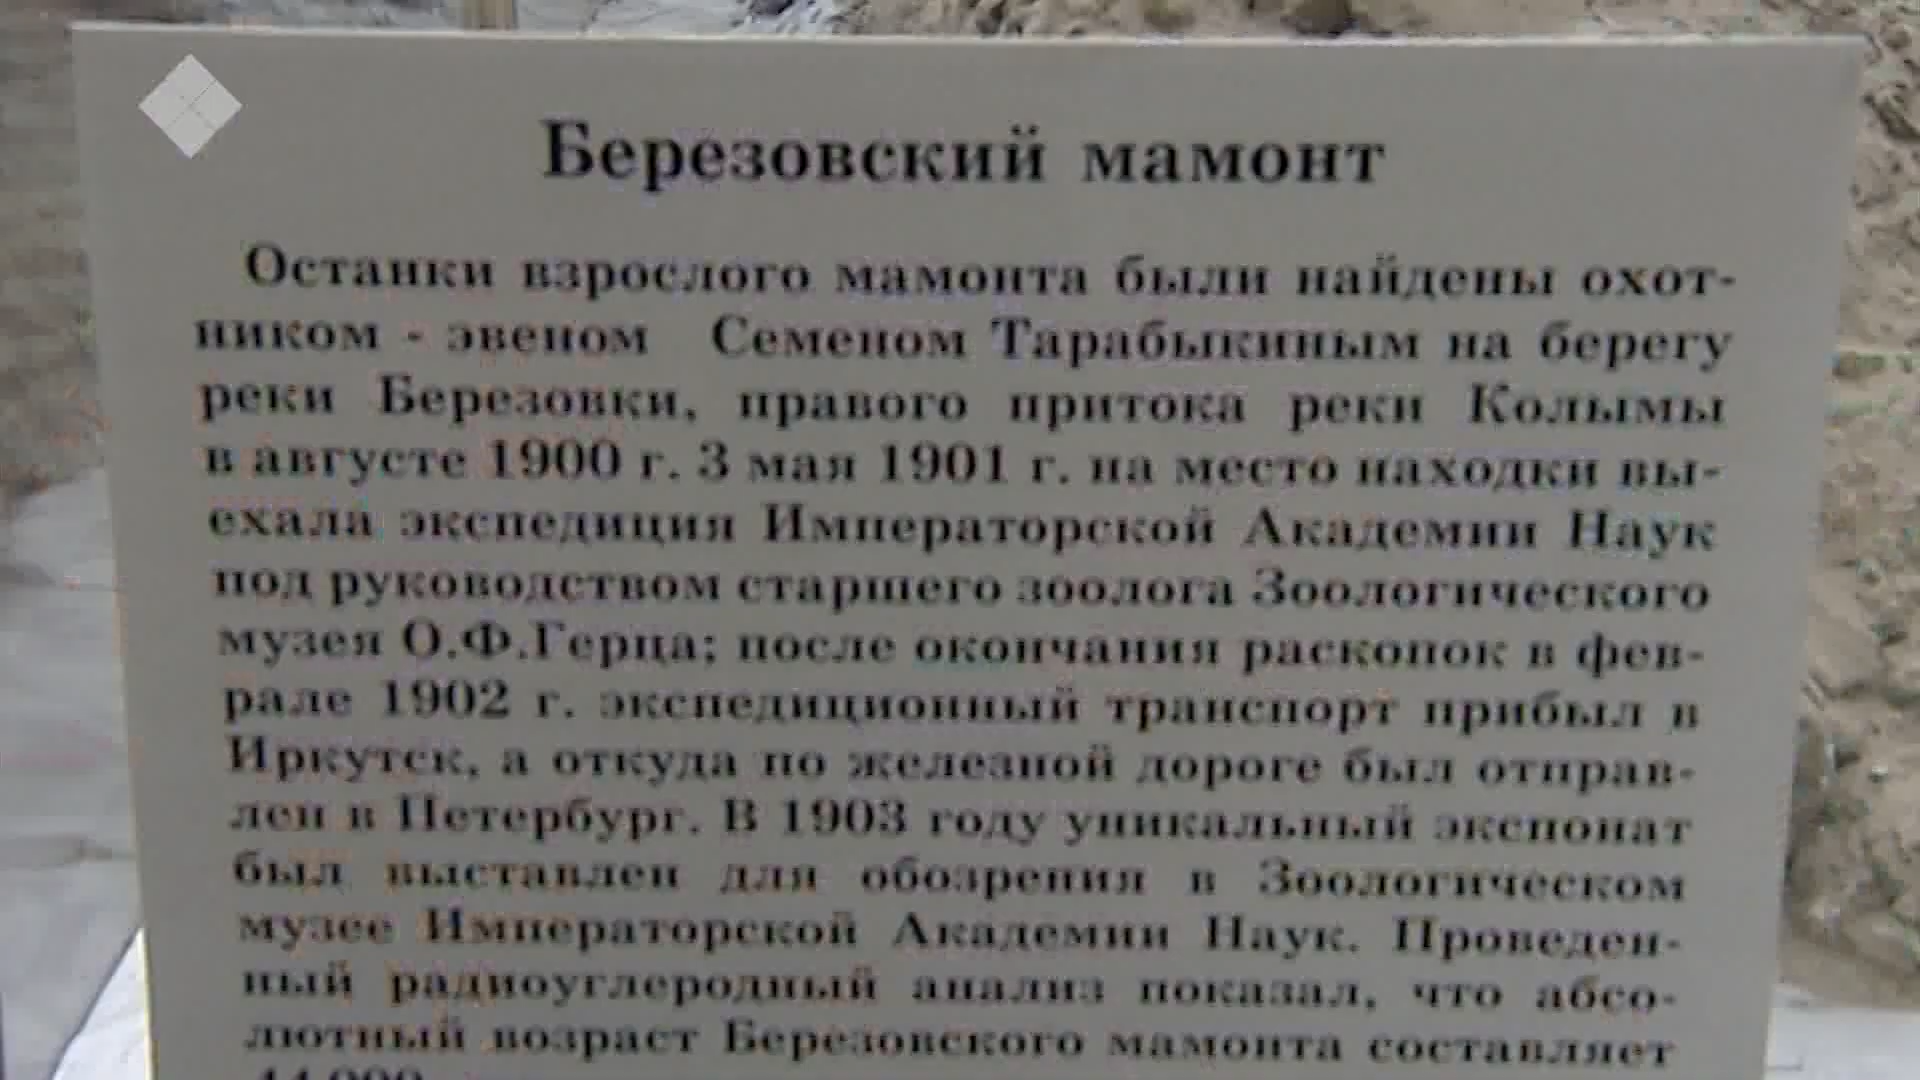 Березовский мамонт
Останки взрослого мамонта были найдены охот-
ником - эвеном Семеном Тарабыкиным на берегу
реки Березовки, правого притока реки Колымы
в августе 1900 г. 3 мая 1901 г. на место находки вы-
ехала экспедиция Императорской Академии Наук
под руководством старшего зоолога Зоологического
музея О.Ф.Герца; после окончания раскопок в фев-
рале 1902 г. экспедиционный транспорт прибыл в
Иркутск, а откуда по железной дороге был отправ-
лен в Петербург. В 1903 году уникальный экспонат
был выставлен для обозрения в Зоологическом
музее Императорской Академии Наук. Проведен-
ный радиоуглеродный анализ показал, что абсо-
лютный возраст Березовского мамонта составляет